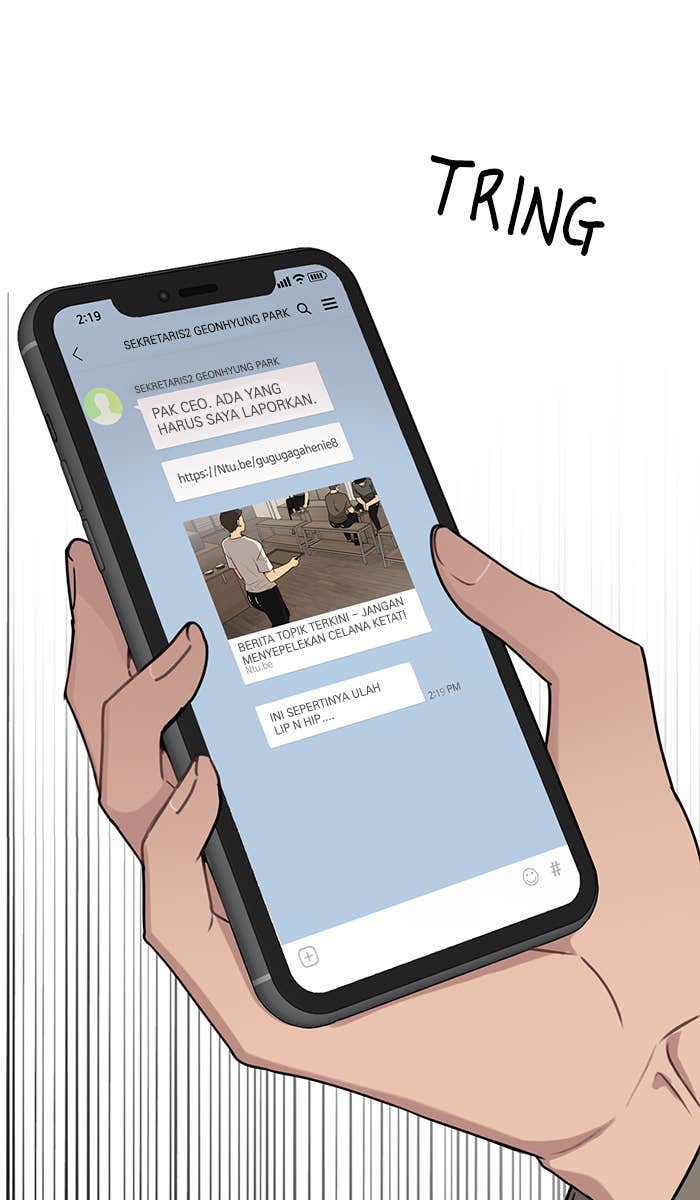 TRING
2:19
SEKRETARIS2 GEONHYUNG PARK
SEKRETARIS2 GEONHYUNG PARK
PAK CEO. ADA YANG
HARUS SAYA LAPORKAN.
https://Ntu.be/gugugagahenie8
BERITA TOPIK TERKINI - JANGAN
MENYEPELEKAN CELANA KETAT!
Ntu.be
INI SEPERTINYA ULAH
LIP N HIP....
2:19 PM
#